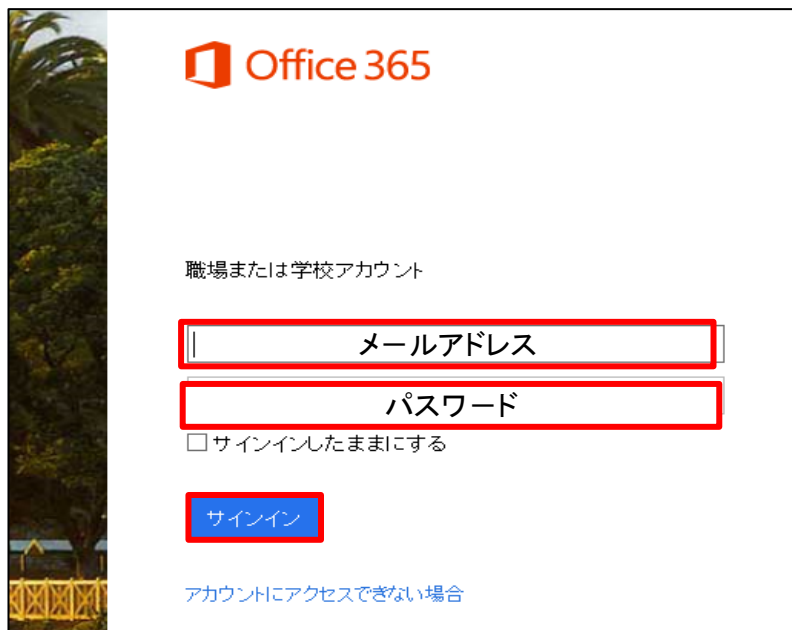 Office 365
職場または学校アカウント
メールアドレス
パスワード
サインインしたままにする
サインイン
アカウントにアクセスできない場合